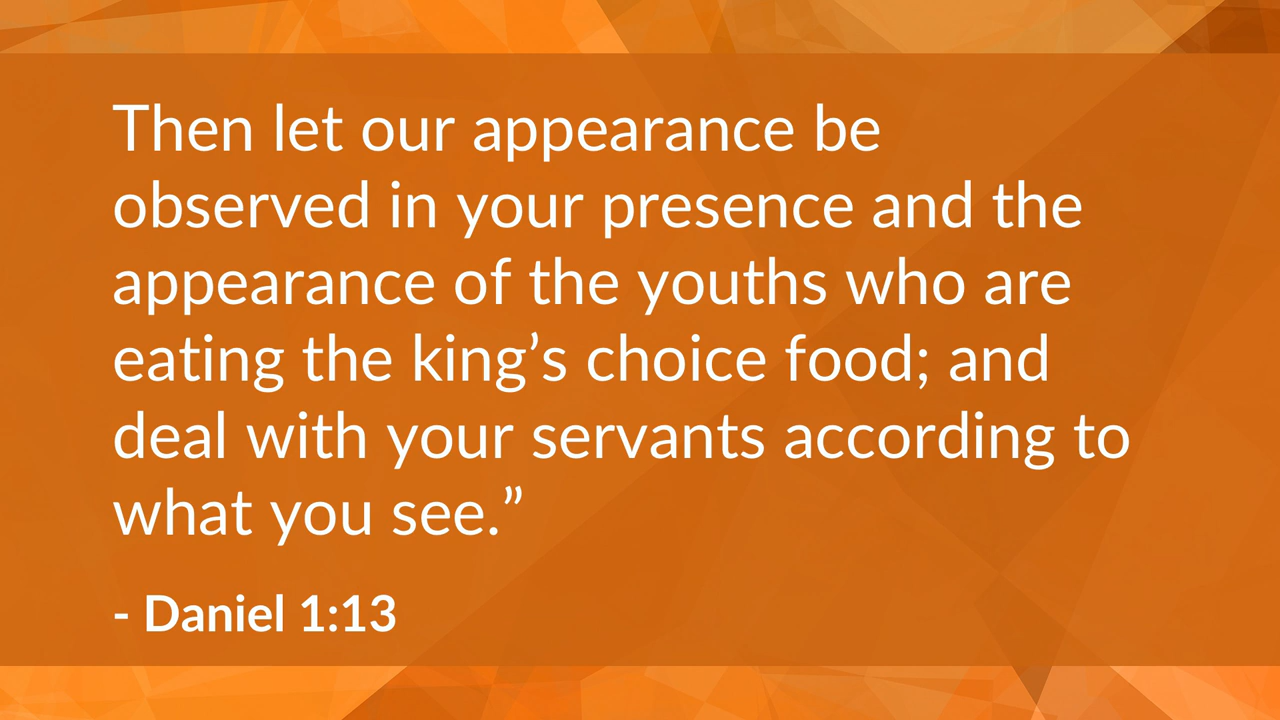 Then let our appearance be
observed in your presence and the
appearance of the youths who are
eating the king’s choice food; and
deal with your servants according to
what you see.”
- Daniel 1:13